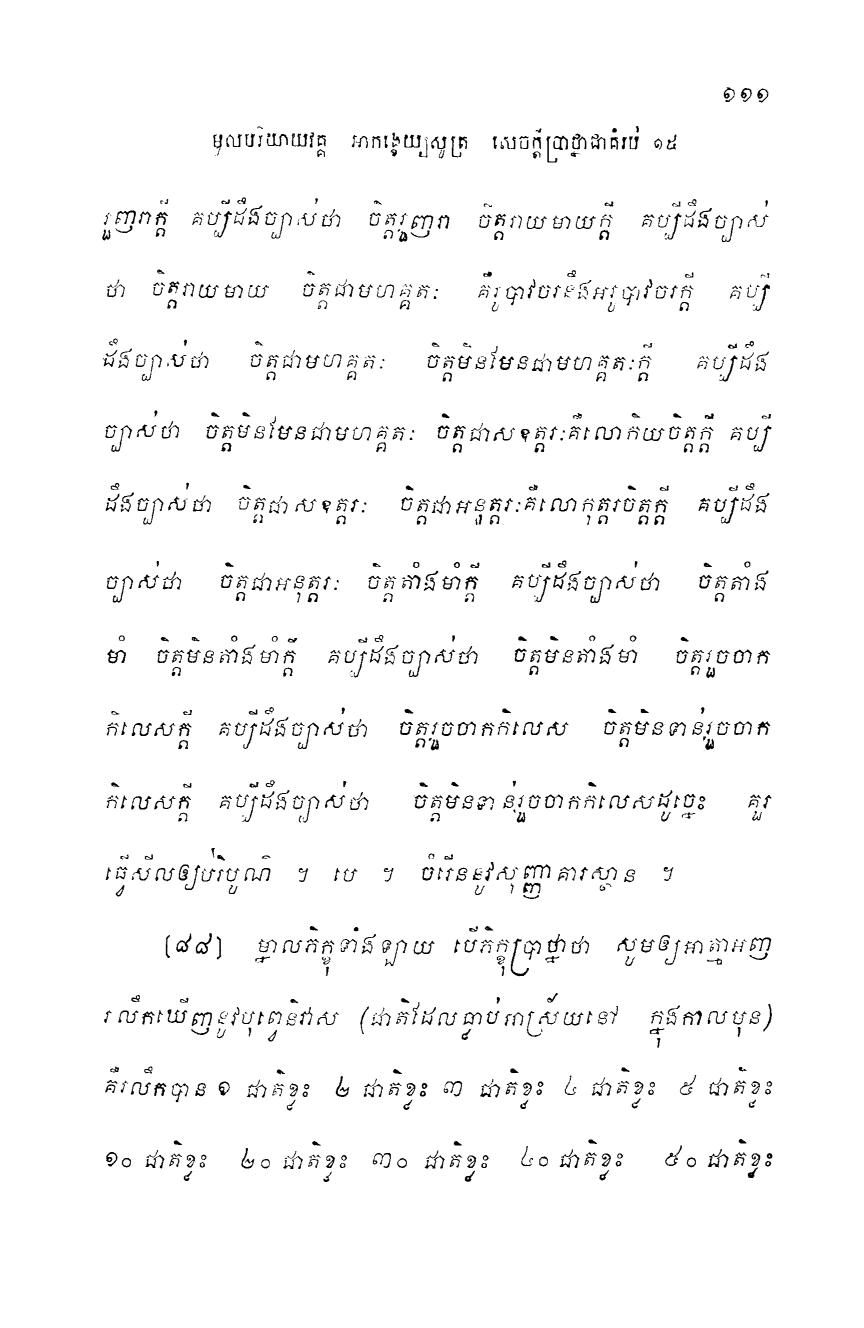 ១១១
មូលបរិយាយវគ្គ អាកង្ខេយ្យសូត្រ សេចក្តីប្រាថ្នាជាគំរប់ ១៥
រួញរាក្តី គប្បីដឹងច្បាស់ថា ចិត្តរួញរា ចិត្តរាយមាយក្តី គប្បីដឹងច្បាស់
ថា ចិត្តរាយមាយ ចិត្តជាមហគ្គតៈ គឺរូបាវចរនឹងអរូបាវចរក្តី គប្បី
ដឹងច្បាស់ថា ចិត្តជាមហគ្គតៈ ចិត្តមិនមែនជាមហគ្គតៈក្តី គប្បីដឹង
ច្បាស់ថា ចិត្តមិនមែនជាមហគ្គតៈ ចិត្តជាសឧត្តរៈគឺលោកិយចិត្តក្តី គប្បី
ដឹងច្បាស់ថា ចិត្តជាសឧត្តរៈ ចិត្តជាអនុត្តរៈគឺលោកុត្តរចិត្តក្តី គប្បីដឹង
ច្បាស់ថា ចិត្តជាអនុត្តរៈ ចិត្តតាំងមាំក្តី គប្បីដឹងច្បាស់ថា ចិត្តតាំង
មាំ ចិត្តមិនតាំងមាំក្តី គប្បីដឹងច្បាស់ថា ចិត្តមិនតាំងមាំ ចិត្តរួចចាក
កិលេសក្តី គប្បីដឹងច្បាស់ថា ចិត្តរួចចាកកិលេស ចិត្តមិនទាន់រួចចាក
កិលេសក្តី គប្បីដឹងច្បាស់ថា ចិត្តមិនទាន់រួចចាកកិលេសដូច្នេះ គួរ
ធ្វើសីលឲ្យបរិបូណ៌ ។ បេ ។ ចំរើននូវសុញ្ញាគារស្ថាន ។
[៨៨] ម្នាលភិក្ខុទាំងឡាយ បើភិក្ខុប្រាថ្នាថា សូមឲ្យអាត្មាអញ
រលឹកឃើញនូវបុព្វេនិវាស (ជាតិដែលធ្លាប់អាស្រ័យនៅ ក្នុងកាលមុន)
គឺរលឹកបាន ១ ជាតិខ្លះ ២ ជាតិខ្លះ ៣ ជាតិខ្លះ ៤ ជាតិខ្លះ ៥ ជាតិខ្លះ
១០ ជាតិខ្លះ ២០ ជាតិខ្លះ ៣០ ជាតិខ្លះ ៤០ ជាតិខ្លះ ៥០ ជាតិខ្លះ